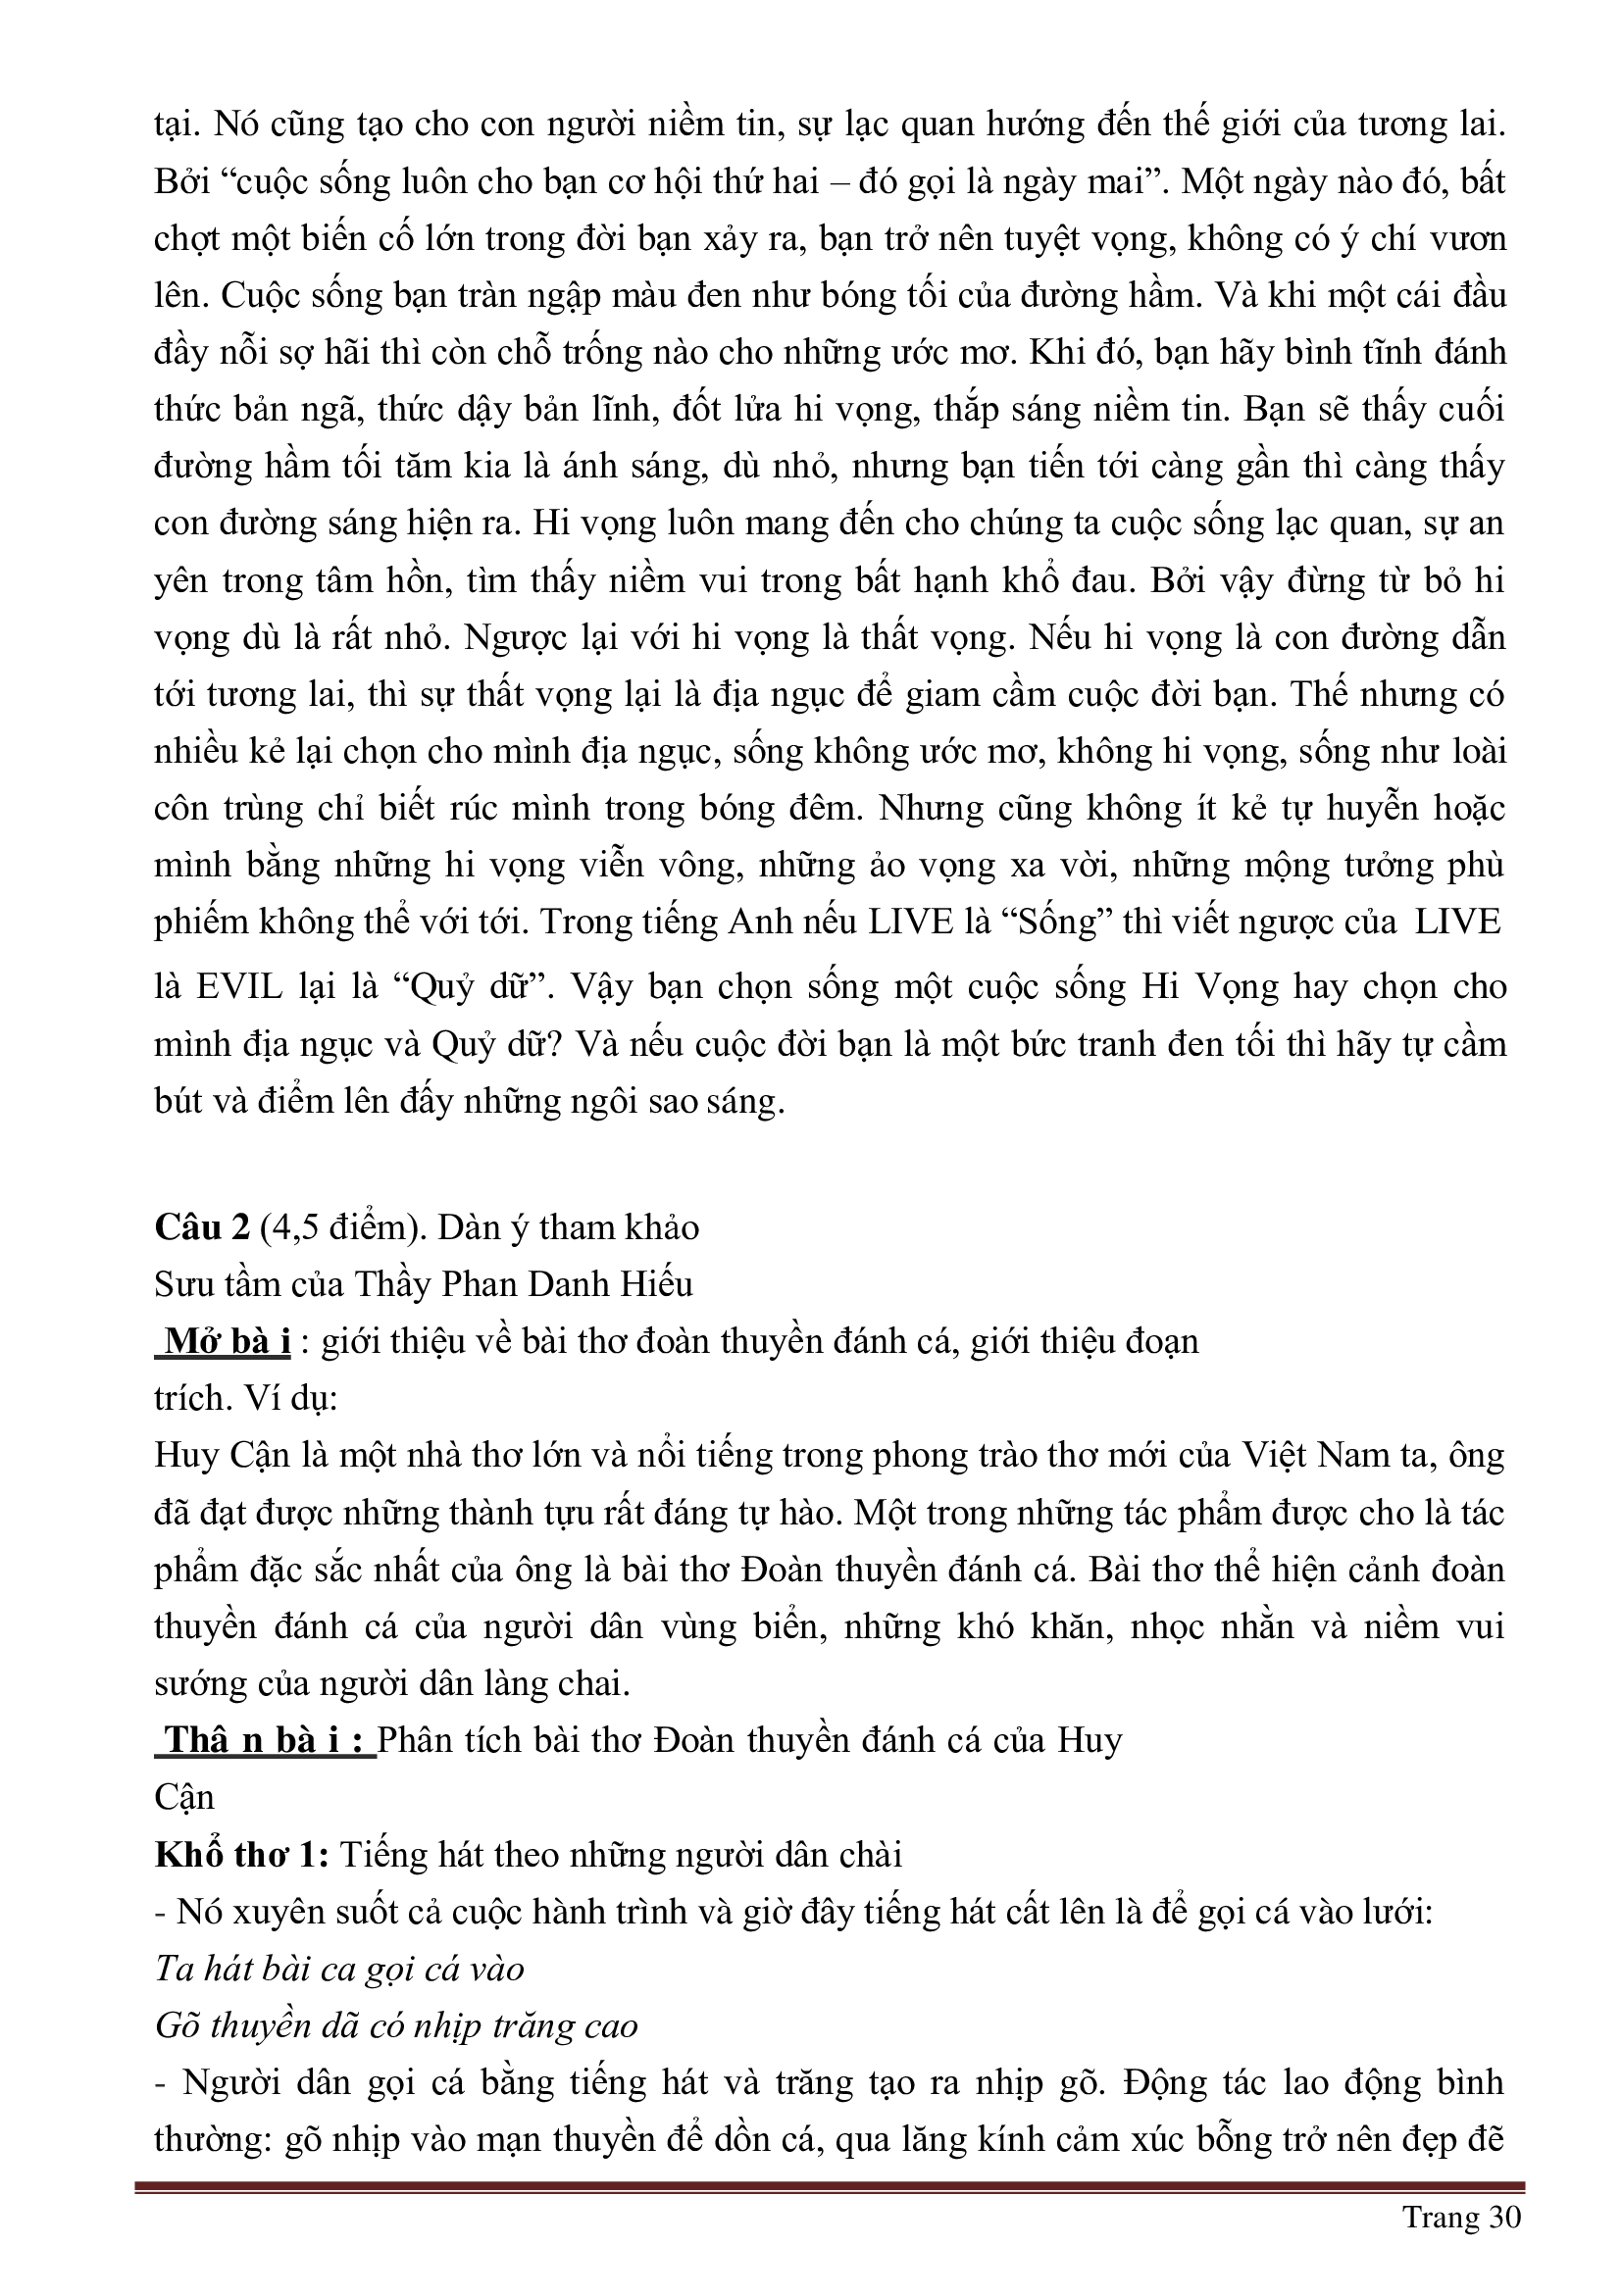 tại. Nó cũng tạo cho con người niềm tin, sự lạc quan hướng đến thế giới của tương lai.
Bởi “cuộc sống luôn cho bạn cơ hội thứ hai – đó gọi là ngày mai”. Một ngày nào đó, bất
chợt một biến cố lớn trong đời bạn xảy ra, bạn trở nên tuyệt vọng, không có ý chí vươn
lên. Cuộc sống bạn tràn ngập màu đen như bóng tối của đường hầm. Và khi một cái đầu
đầy nỗi sợ hãi thì còn chỗ trống nào cho những ước mơ. Khi đó, bạn hãy bình tĩnh đánh
thức bản ngã, thức dậy bản lĩnh, đốt lửa hi vọng, thắp sáng niềm tin. Bạn sẽ thấy cuối
đường hầm tối tăm kia là ánh sáng, dù nhỏ, nhưng bạn tiến tới càng gần thì càng thấy
con đường sáng hiện ra. Hi vọng luôn mang đến cho chúng ta cuộc sống lạc quan, sự an
yên trong tâm hồn, tìm thấy niềm vui trong bất hạnh khổ đau. Bởi vậy đừng từ bỏ hi
vọng dù là rất nhỏ. Ngược lại với hi vọng là thất vọng. Nếu hi vọng là con đường dẫn
tới tương lai, thì sự thất vọng lại là địa ngục để giam cầm cuộc đời bạn. Thế nhưng có
nhiều kẻ lại chọn cho mình địa ngục, sống không ước mơ, không hi vọng, sống như loài
côn trùng chỉ biết rúc mình trong bóng đêm. Nhưng cũng không ít kẻ tự huyễn hoặc
mình bằng những hi vọng viễn vông, những ảo vọng xa vời, những mộng tưởng phù
phiếm không thể với tới. Trong tiếng Anh nếu LIVE là “Sống” thì viết ngược của LIVE
là EVIL lại là “Quỷ dữ”. Vậy bạn chọn sống một cuộc sống Hi Vọng hay chọn cho
mình địa ngục và Quỷ dữ? Và nếu cuộc đời bạn là một bức tranh đen tối thì hãy tự cầm
bút và điểm lên đấy những ngôi sao sáng.
Câu 2 (4,5 điểm). Dàn ý tham khảo
Sưu tầm của Thầy Phan Danh Hiếu
Mở bà i : giới thiệu về bài thơ đoàn thuyền đánh cá, giới thiệu đoạn
trích. Ví dụ:
Huy Cận là một nhà thơ lớn và nổi tiếng trong phong trào thơ mới của Việt Nam ta, ông
đã đạt được những thành tựu rất đáng tự hào. Một trong những tác phẩm được cho là tác
phẩm đặc sắc nhất của ông là bài thơ Đoàn thuyền đánh cá. Bài thơ thể hiện cảnh đoàn
thuyền đánh cá của người dân vùng biển, những khó khăn, nhọc nhằn và niềm vui
sướng của người dân làng chai.
Thâ n bà i : Phân tích bài thơ Đoàn thuyền đánh cá của Huy
Cận
Khổ thơ 1: Tiếng hát theo những người dân chài
- Nó xuyên suốt cả cuộc hành trình và giờ đây tiếng hát cất lên là để gọi cá vào lưới:
Ta hát bài ca gọi cá vào
Gõ thuyền dã có nhịp trăng cao
- Người dân gọi cá bằng tiếng hát và trăng tạo ra nhịp gõ. Động tác lao động bình
thường: gõ nhịp vào mạn thuyền để dồn cá, qua lăng kính cảm xúc bỗng trở nên đẹp đẽ
Trang 30